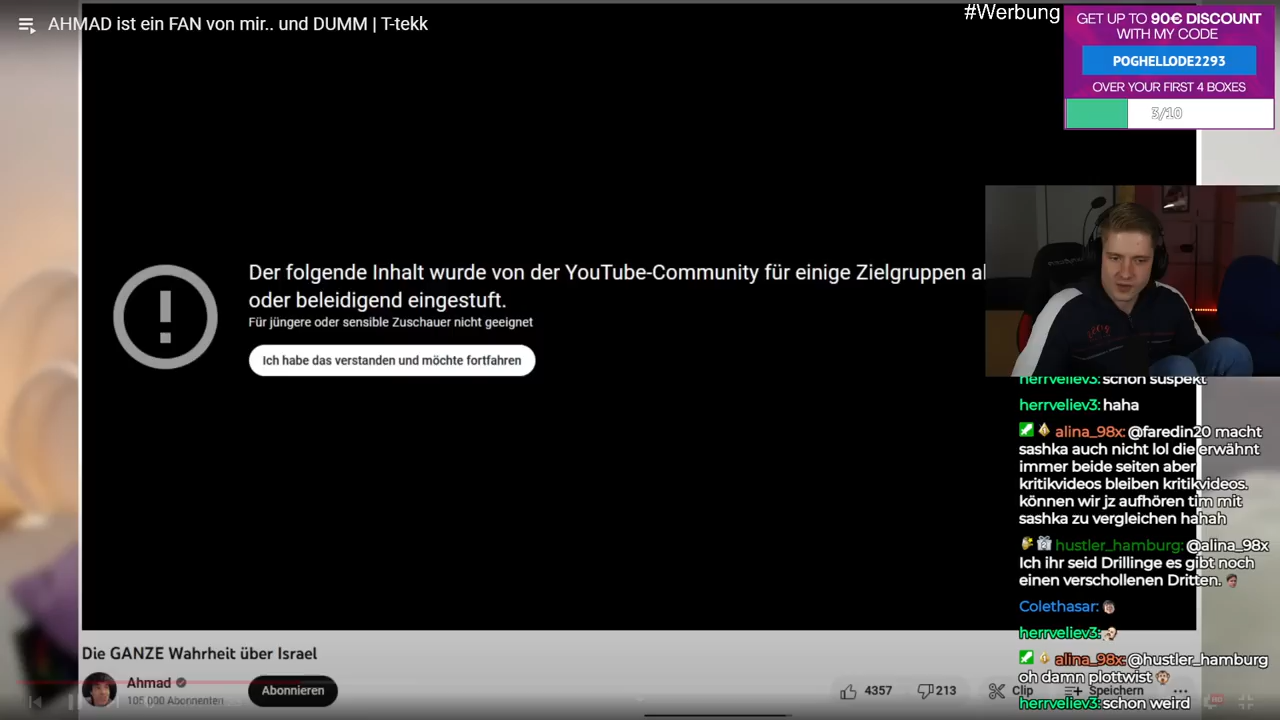 AHMAD ist ein FAN von mir.. und DUMM | T-tekk
#Werbung
GET UP TO 90€ DISCOUNT
WITH MY CODE
POGHELLODE2293
OVER YOUR FIRST 4 BOXES
3/10
Der folgende Inhalt wurde von der YouTube-Community für einige Zielgruppen al
oder beleidigend eingestuft.
Für jüngere oder sensible Zuschauer nicht geeignet
Ich habe das verstanden und möchte fortfahren
herrveliev3: schon suspekt
herrveliev3: haha
alina_98x: @faredin20 macht
sashka auch nicht lol die erwähnt
immer beide seiten aber
kritikvideos bleiben kritikvideos.
können wir jz aufhören tim mit
sashka zu vergleichen hahah
hustler_hamburg: @alina_98x
Ich ihr seid Drillinge es gibt noch
einen verschollenen Dritten.
Colethasar:
herrveliev3:
alina_98x: @hustler_hamburg
oh damn plottwist
herrveliev3: schon weird
Die GANZE Wahrheit über Israel
Ahmad
105.000 Abonnenten
Abonnieren
4357
213
Clip
Speichern